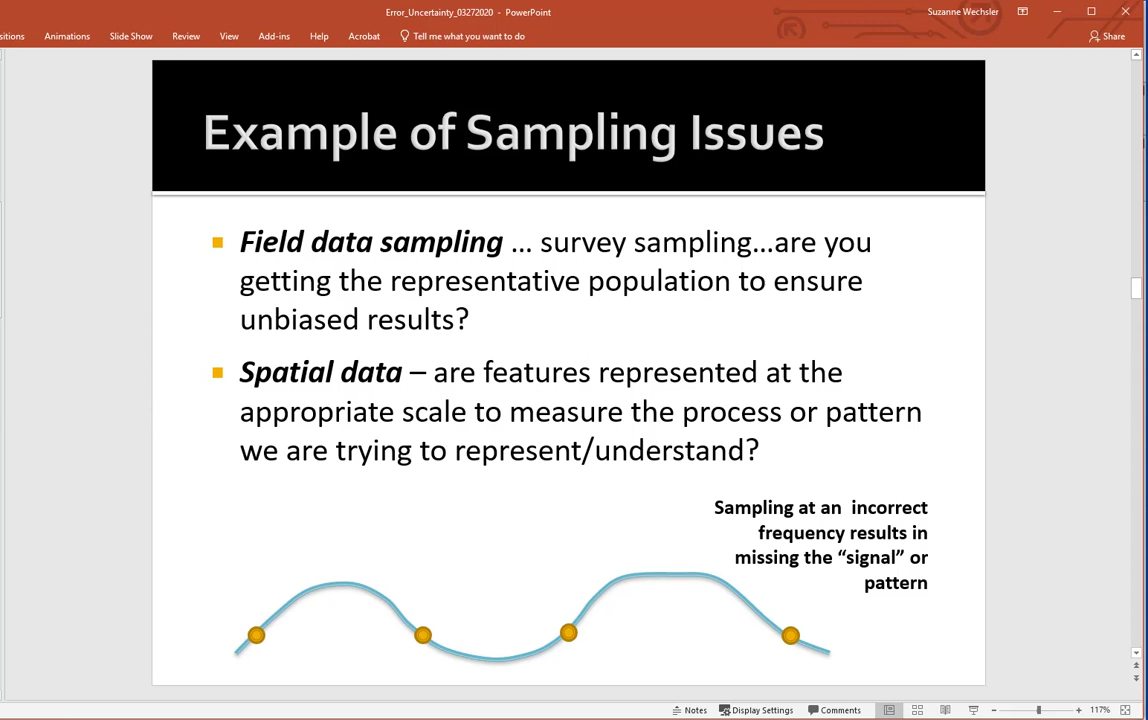 Error_Uncertainty_03272020 - PowerPoint
Suzanne Wechsler
sitions Animations Slide Show Review View Add-ins Help Acrobat Tell me what you want to do Share
Example of Sampling Issues
Field data sampling … survey sampling…are you
getting the representative population to ensure
unbiased results?
Spatial data – are features represented at the
appropriate scale to measure the process or pattern
we are trying to represent/understand?
Sampling at an incorrect
frequency results in
missing the “signal” or
pattern
Notes Display Settings Comments 117%